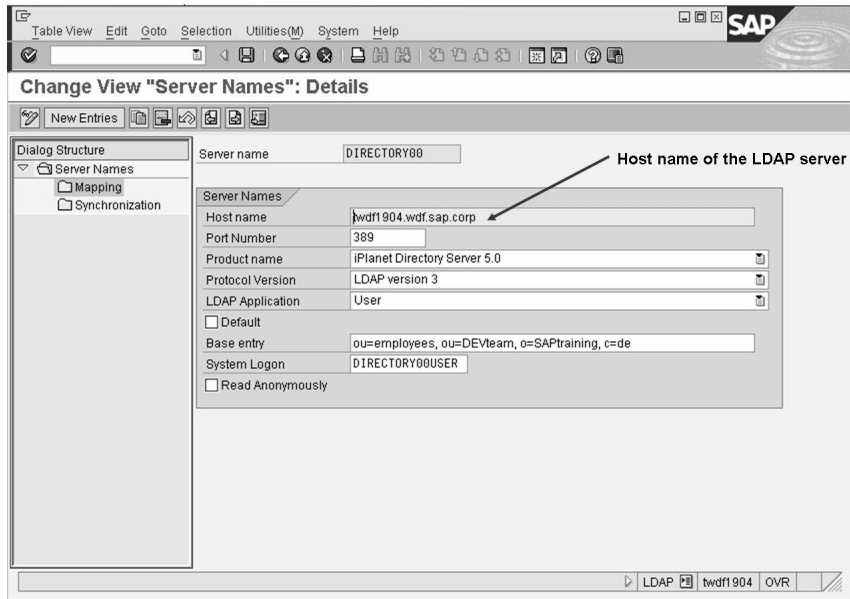 Table View Edit Goto Selection Utilities(M) System Help
SAP
Change View "Server Names": Details
New Entries
Dialog Structure
Server Names
Mapping
Synchronization
Server name DIRECTORY00
Host name of the LDAP server
Server Names
Host name twdf1904.wdf.sap.corp
Port Number 389
Product name iPlanet Directory Server 5.0
Protocol Version LDAP version 3
LDAP Application User
Default
Base entry ou=employees, ou=DEVteam, o=SAPtraining, c=de
System Logon DIRECTORY00USER
Read Anonymously
LDAP twdf1904 OVR